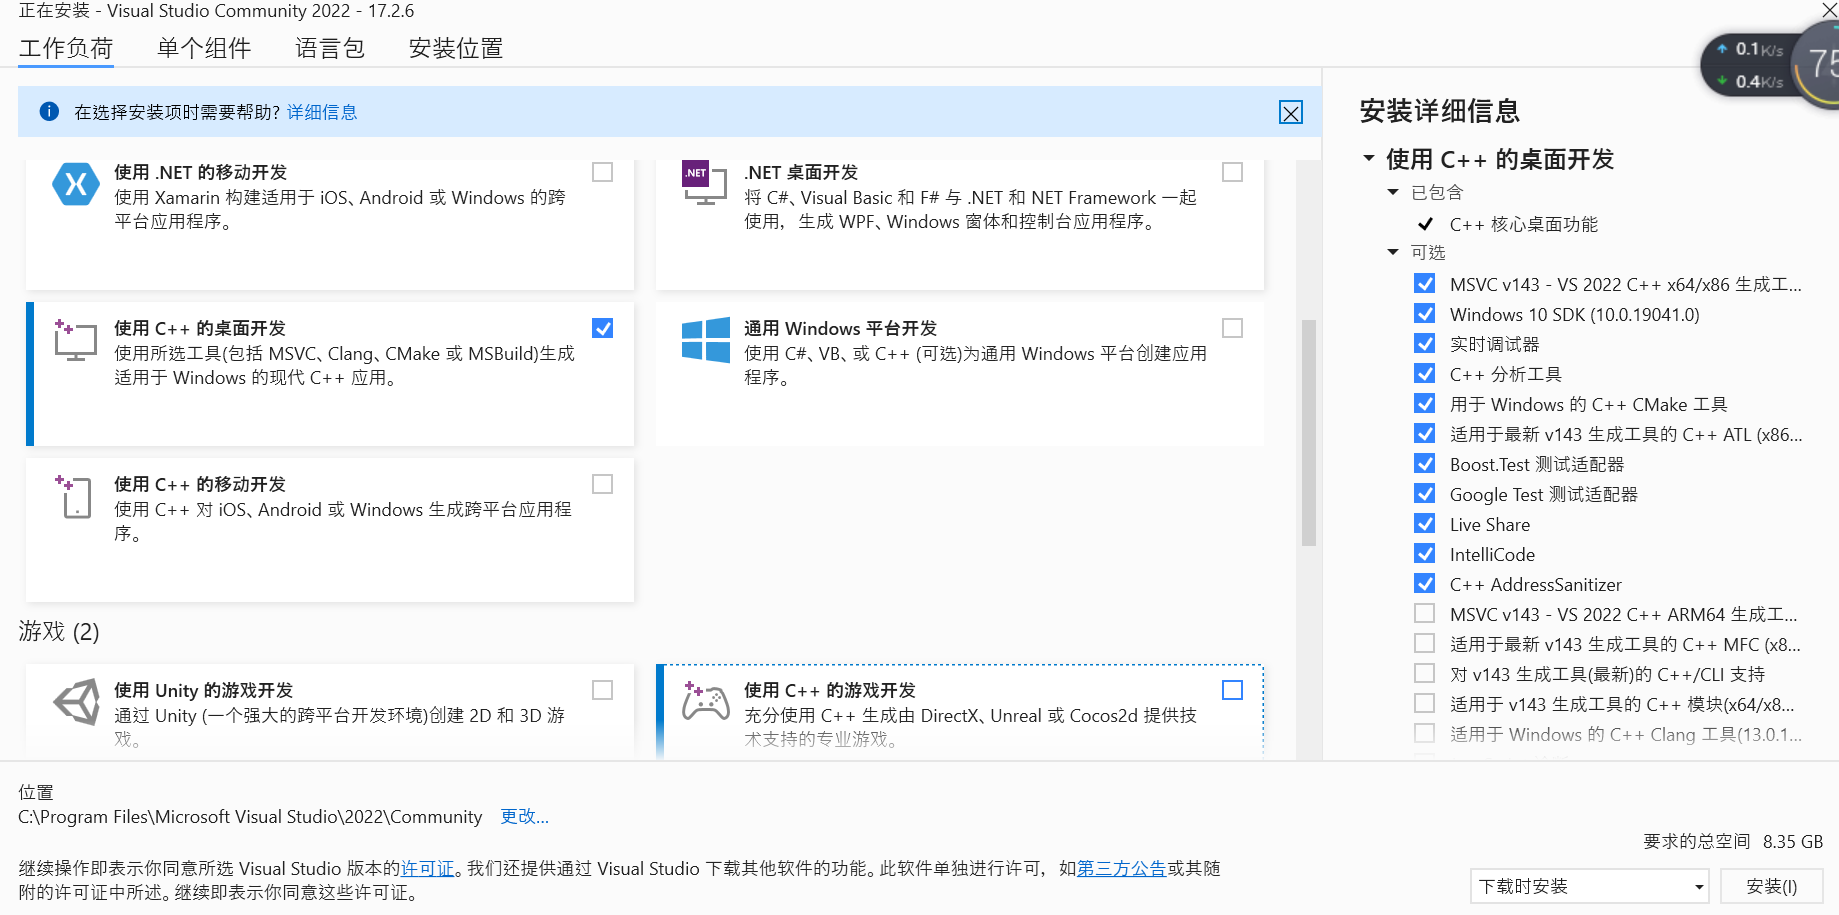 正在安装 - Visual Studio Community 2022 - 17.2.6
工作负荷 单个组件 语言包 安装位置
0.1K/s
0.4K/s
75
在选择安装项时需要帮助? 详细信息
使用 .NET 的移动开发
使用 Xamarin 构建适用于 iOS、Android 或 Windows 的跨
平台应用程序。
.NET
.NET 桌面开发
将 C#、Visual Basic 和 F# 与 .NET 和 NET Framework 一起
使用，生成 WPF、Windows 窗体和控制台应用程序。
使用 C++ 的桌面开发
使用所选工具(包括 MSVC、Clang、CMake 或 MSBuild)生成
适用于 Windows 的现代 C++ 应用。
通用 Windows 平台开发
使用 C#、VB、或 C++ (可选)为通用 Windows 平台创建应用
程序。
使用 C++ 的移动开发
使用 C++ 对 iOS、Android 或 Windows 生成跨平台应用程
序。
游戏 (2)
使用 Unity 的游戏开发
通过 Unity (一个强大的跨平台开发环境)创建 2D 和 3D 游
戏。
使用 C++ 的游戏开发
充分使用 C++ 生成由 DirectX、Unreal 或 Cocos2d 提供技
术支持的专业游戏。
安装详细信息
使用 C++ 的桌面开发
已包含
C++ 核心桌面功能
可选
MSVC v143 - VS 2022 C++ x64/x86 生成工...
Windows 10 SDK (10.0.19041.0)
实时调试器
C++ 分析工具
用于 Windows 的 C++ CMake 工具
适用于最新 v143 生成工具的 C++ ATL (x86...
Boost.Test 测试适配器
Google Test 测试适配器
Live Share
IntelliCode
C++ AddressSanitizer
MSVC v143 - VS 2022 C++ ARM64 生成工...
适用于最新 v143 生成工具的 C++ MFC (x8...
对 v143 生成工具(最新)的 C++/CLI 支持
适用于 v143 生成工具的 C++ 模块(x64/x8...
适用于 Windows 的 C++ Clang 工具(13.0.1...
位置
C:\Program Files\Microsoft Visual Studio\2022\Community 更改...
要求的总空间 8.35 GB
继续操作即表示你同意所选 Visual Studio 版本的许可证。我们还提供通过 Visual Studio 下载其他软件的功能。此软件单独进行许可，如第三方公告或其随
附的许可证中所述。继续即表示你同意这些许可证。
下载时安装
安装(I)